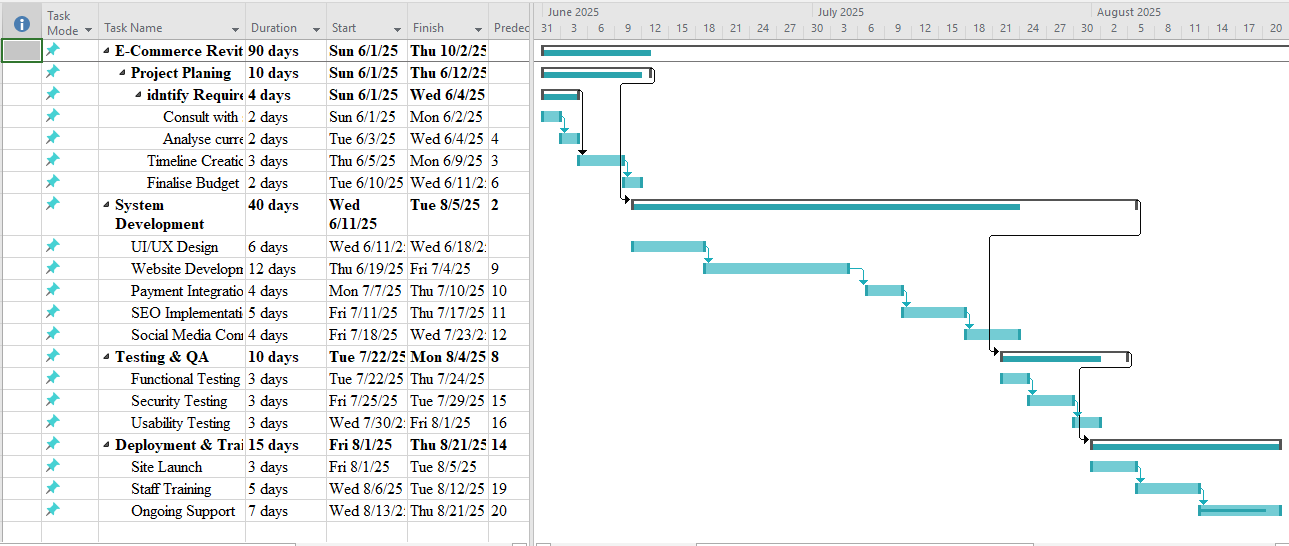 Task Mode Task Name Duration Start Finish Predec
June 2025 July 2025 August 2025
31 3 6 9 12 15 18 21 24 27 30 3 6 9 12 15 18 21 24 27 30 2 5 8 11 14 17 20
E-Commerce Revit 90 days Sun 6/1/25 Thu 10/2/25
Project Planing 10 days Sun 6/1/25 Thu 6/12/25
idntify Require 4 days Sun 6/1/25 Wed 6/4/25
Consult with 2 days Sun 6/1/25 Mon 6/2/25
Analyse curre 2 days Tue 6/3/25 Wed 6/4/25 4
Timeline Creatio 3 days Thu 6/5/25 Mon 6/9/25 3
Finalise Budget 2 days Tue 6/10/25 Wed 6/11/2 6
System 40 days Wed Tue 8/5/25 2
Development 6/11/25
UI/UX Design 6 days Wed 6/11/2 Wed 6/18/2
Website Developm 12 days Thu 6/19/25 Fri 7/4/25 9
Payment Integratio 4 days Mon 7/7/25 Thu 7/10/25 10
SEO Implementati 5 days Fri 7/11/25 Thu 7/17/25 11
Social Media Con 4 days Fri 7/18/25 Wed 7/23/2 12
Testing & QA 10 days Tue 7/22/25 Mon 8/4/25 8
Functional Testing 3 days Tue 7/22/25 Thu 7/24/25
Security Testing 3 days Fri 7/25/25 Tue 7/29/25 15
Usability Testing 3 days Wed 7/30/2 Fri 8/1/25 16
Deployment & Trai 15 days Fri 8/1/25 Thu 8/21/25 14
Site Launch 3 days Fri 8/1/25 Tue 8/5/25
Staff Training 5 days Wed 8/6/25 Tue 8/12/25 19
Ongoing Support 7 days Wed 8/13/2 Thu 8/21/25 20